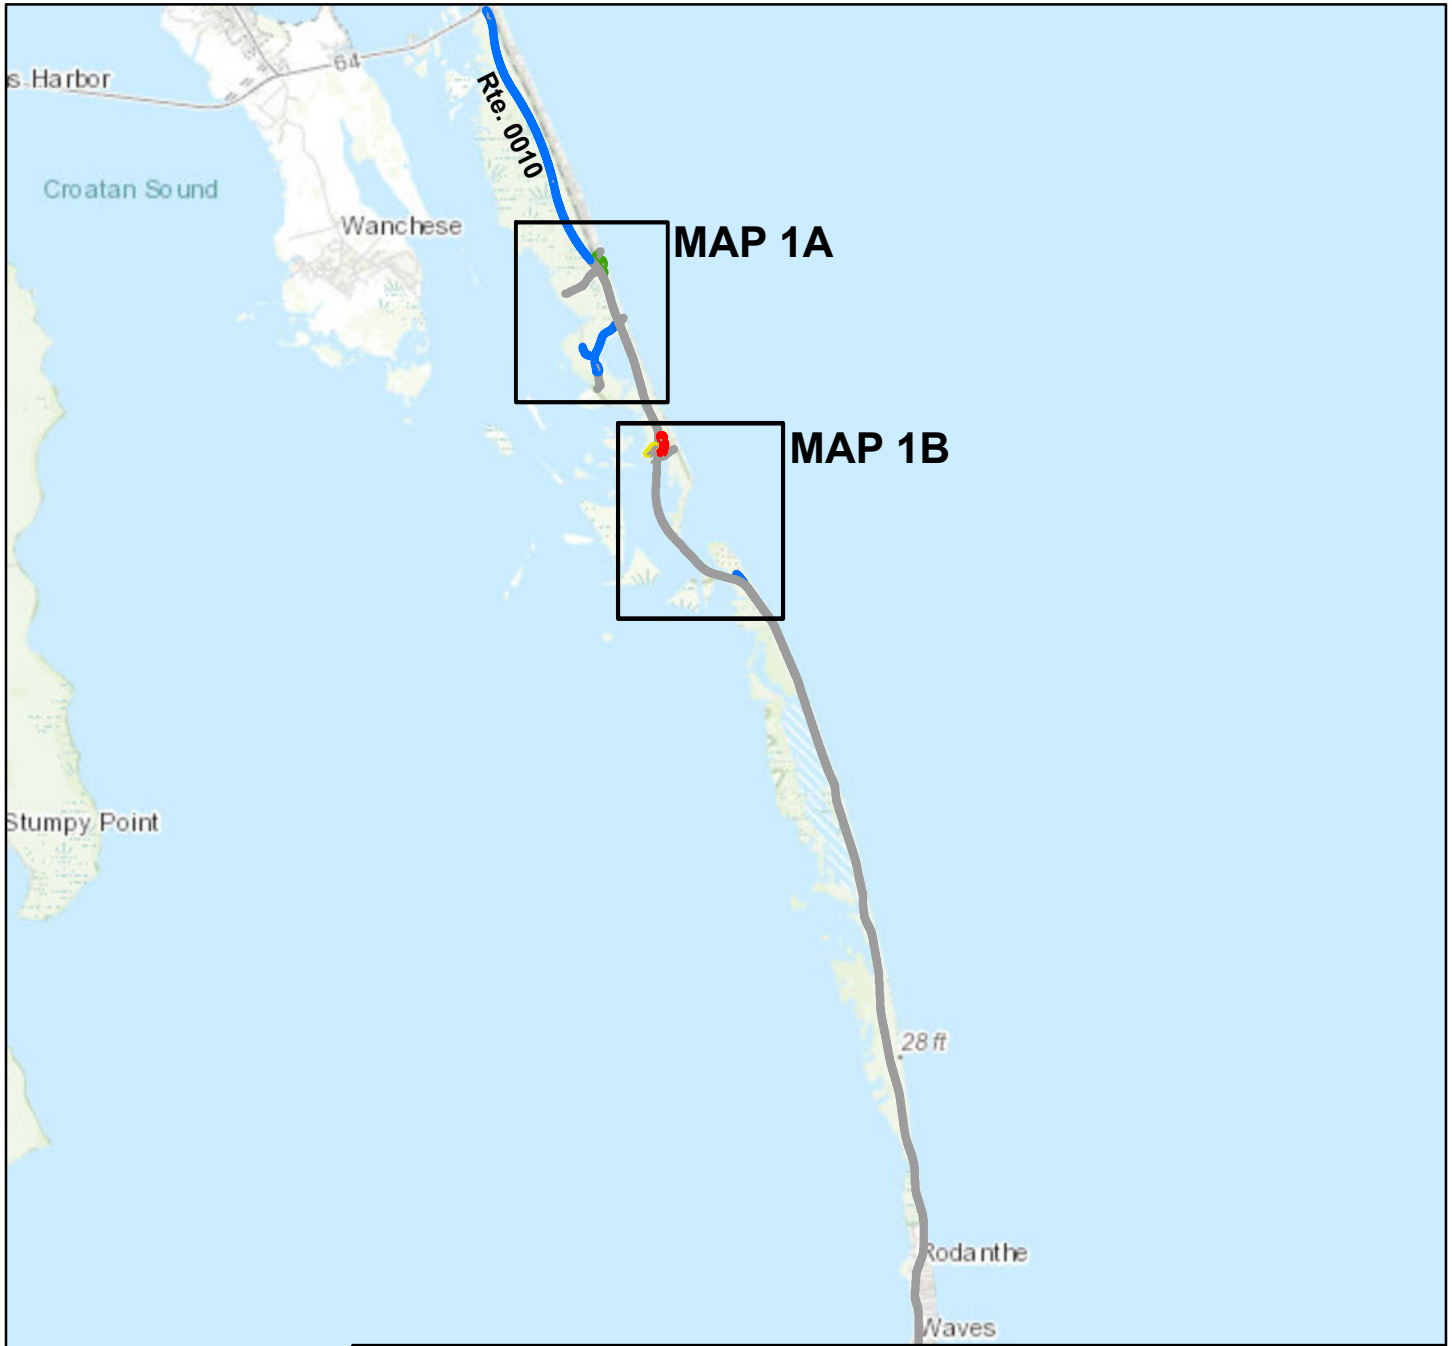 64
s Harbor
Rte. 0010
Croatan Sound
Wanchese
MAP 1A
MAP 1B
Stumpy Point
28 ft
Rodanthe
Waves